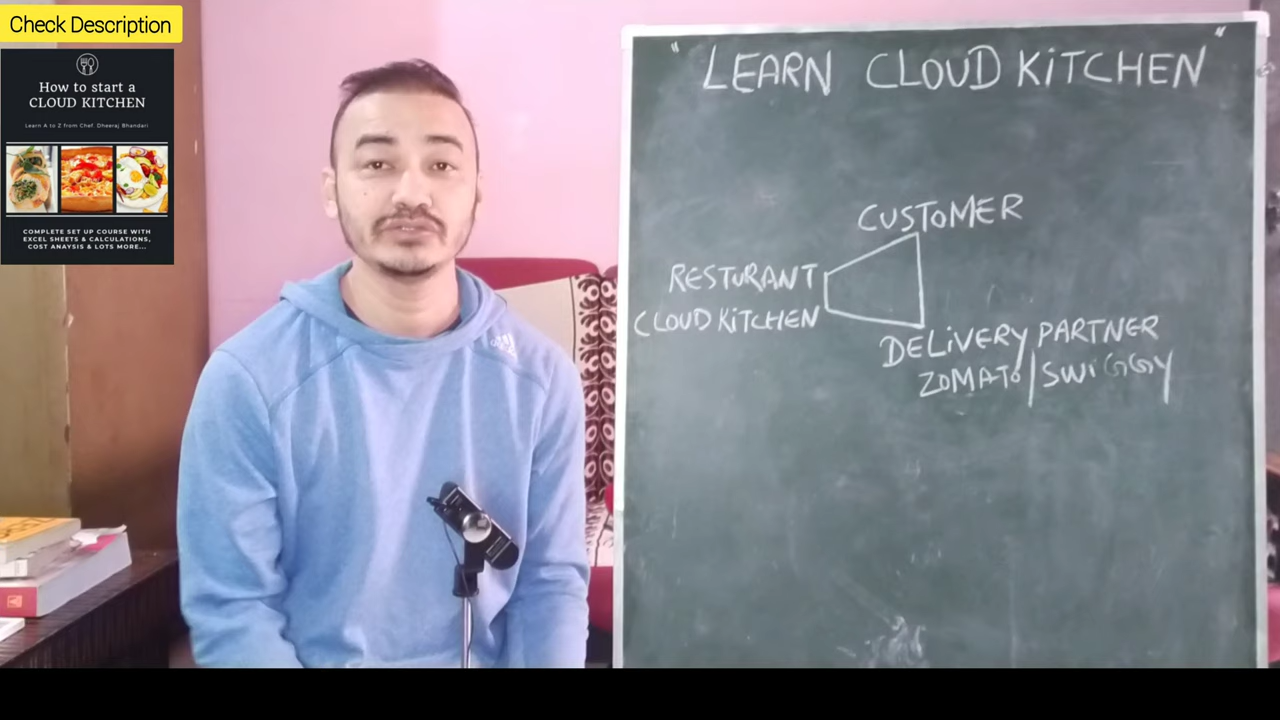 Check Description
How to start a
CLOUD KITCHEN
Learn A to Z from Chef. Dheeraj Bhandari
COMPLETE SET UP COURSE WITH
EXCEL SHEETS & CALCULATIONS,
COST ANAYSIS & LOTS MORE...
"LEARN CLOUD KiTCHEN"
CUSTOMER
RESTURANT
CLOUD KiTCHEN
DELiVERY PARTNER
ZOMATO/SWiGGY